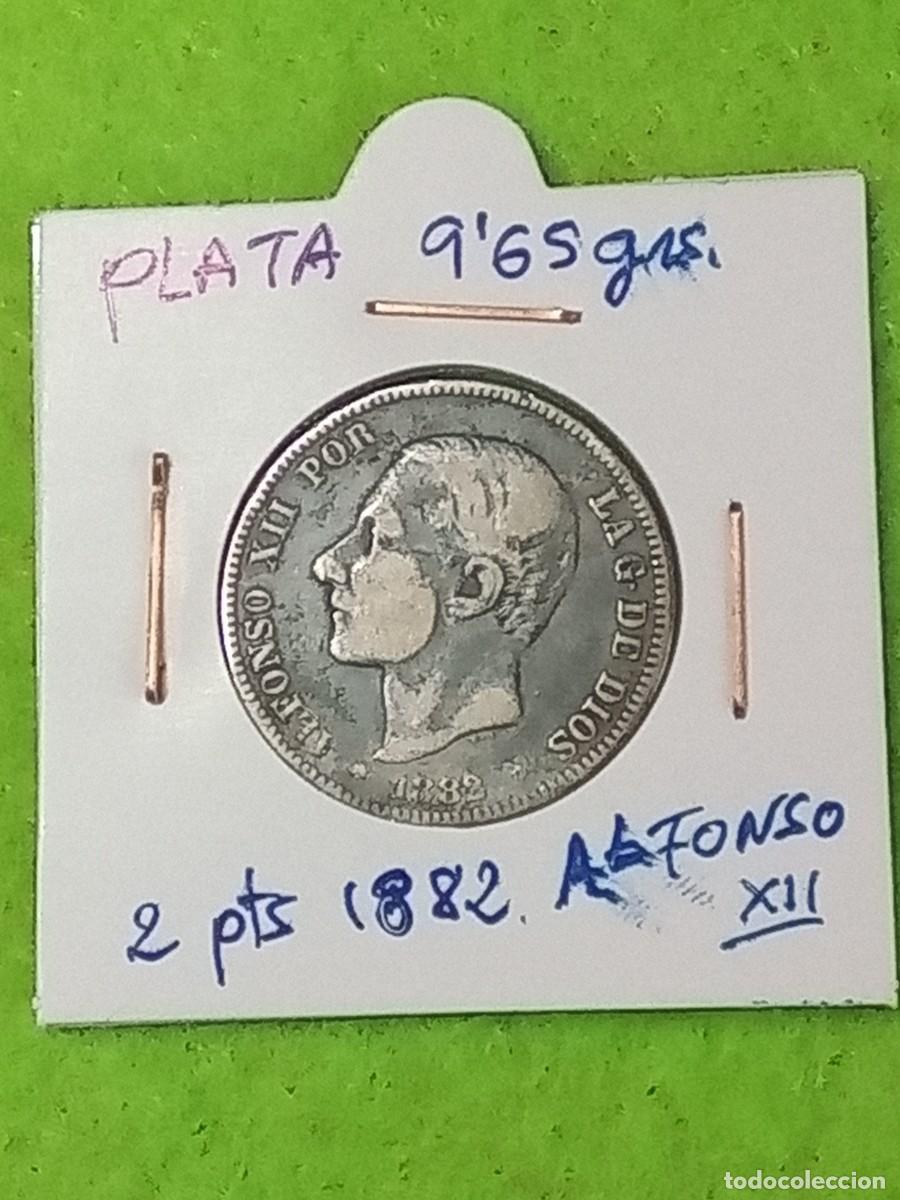 PLATA 9'65 grs.
ALFONSO XII POR LA G. DE DIOS
1882
2 pts 1882. ALFONSO
XII
todocoleccion